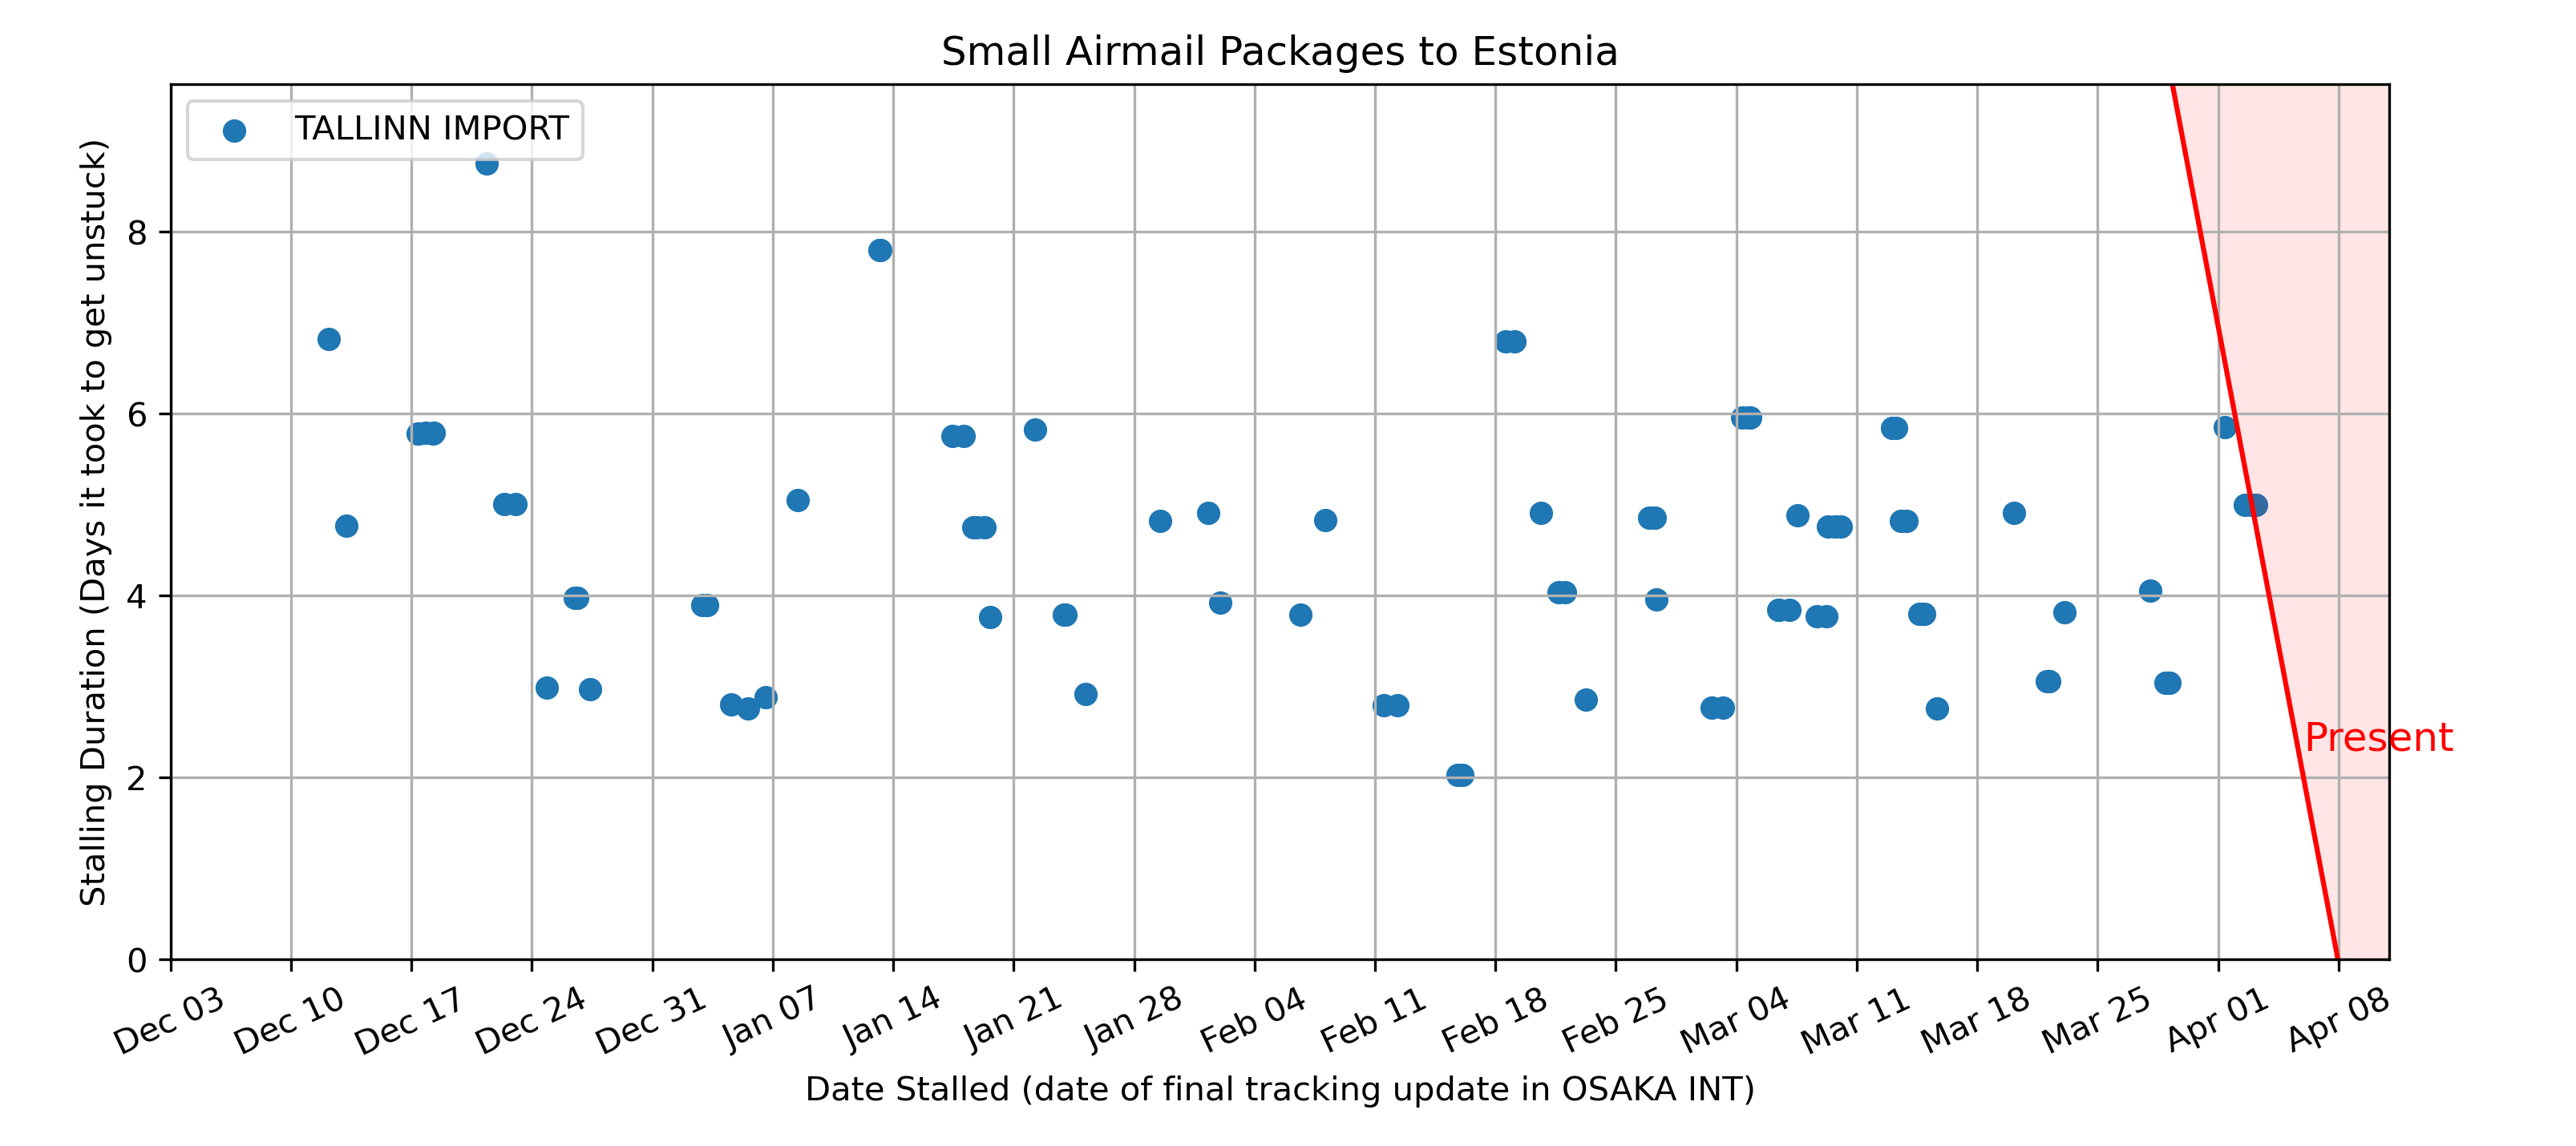 Small Airmail Packages to Estonia
TALLINN IMPORT
Stalling Duration (Days it took to get unstuck)
8
6
4
2
0
Present
Dec 03
Dec 10
Dec 17
Dec 24
Dec 31
Jan 07
Jan 14
Jan 21
Jan 28
Feb 04
Feb 11
Feb 18
Feb 25
Mar 04
Mar 11
Mar 18
Mar 25
Apr 01
Apr 08
Date Stalled (date of final tracking update in OSAKA INT)